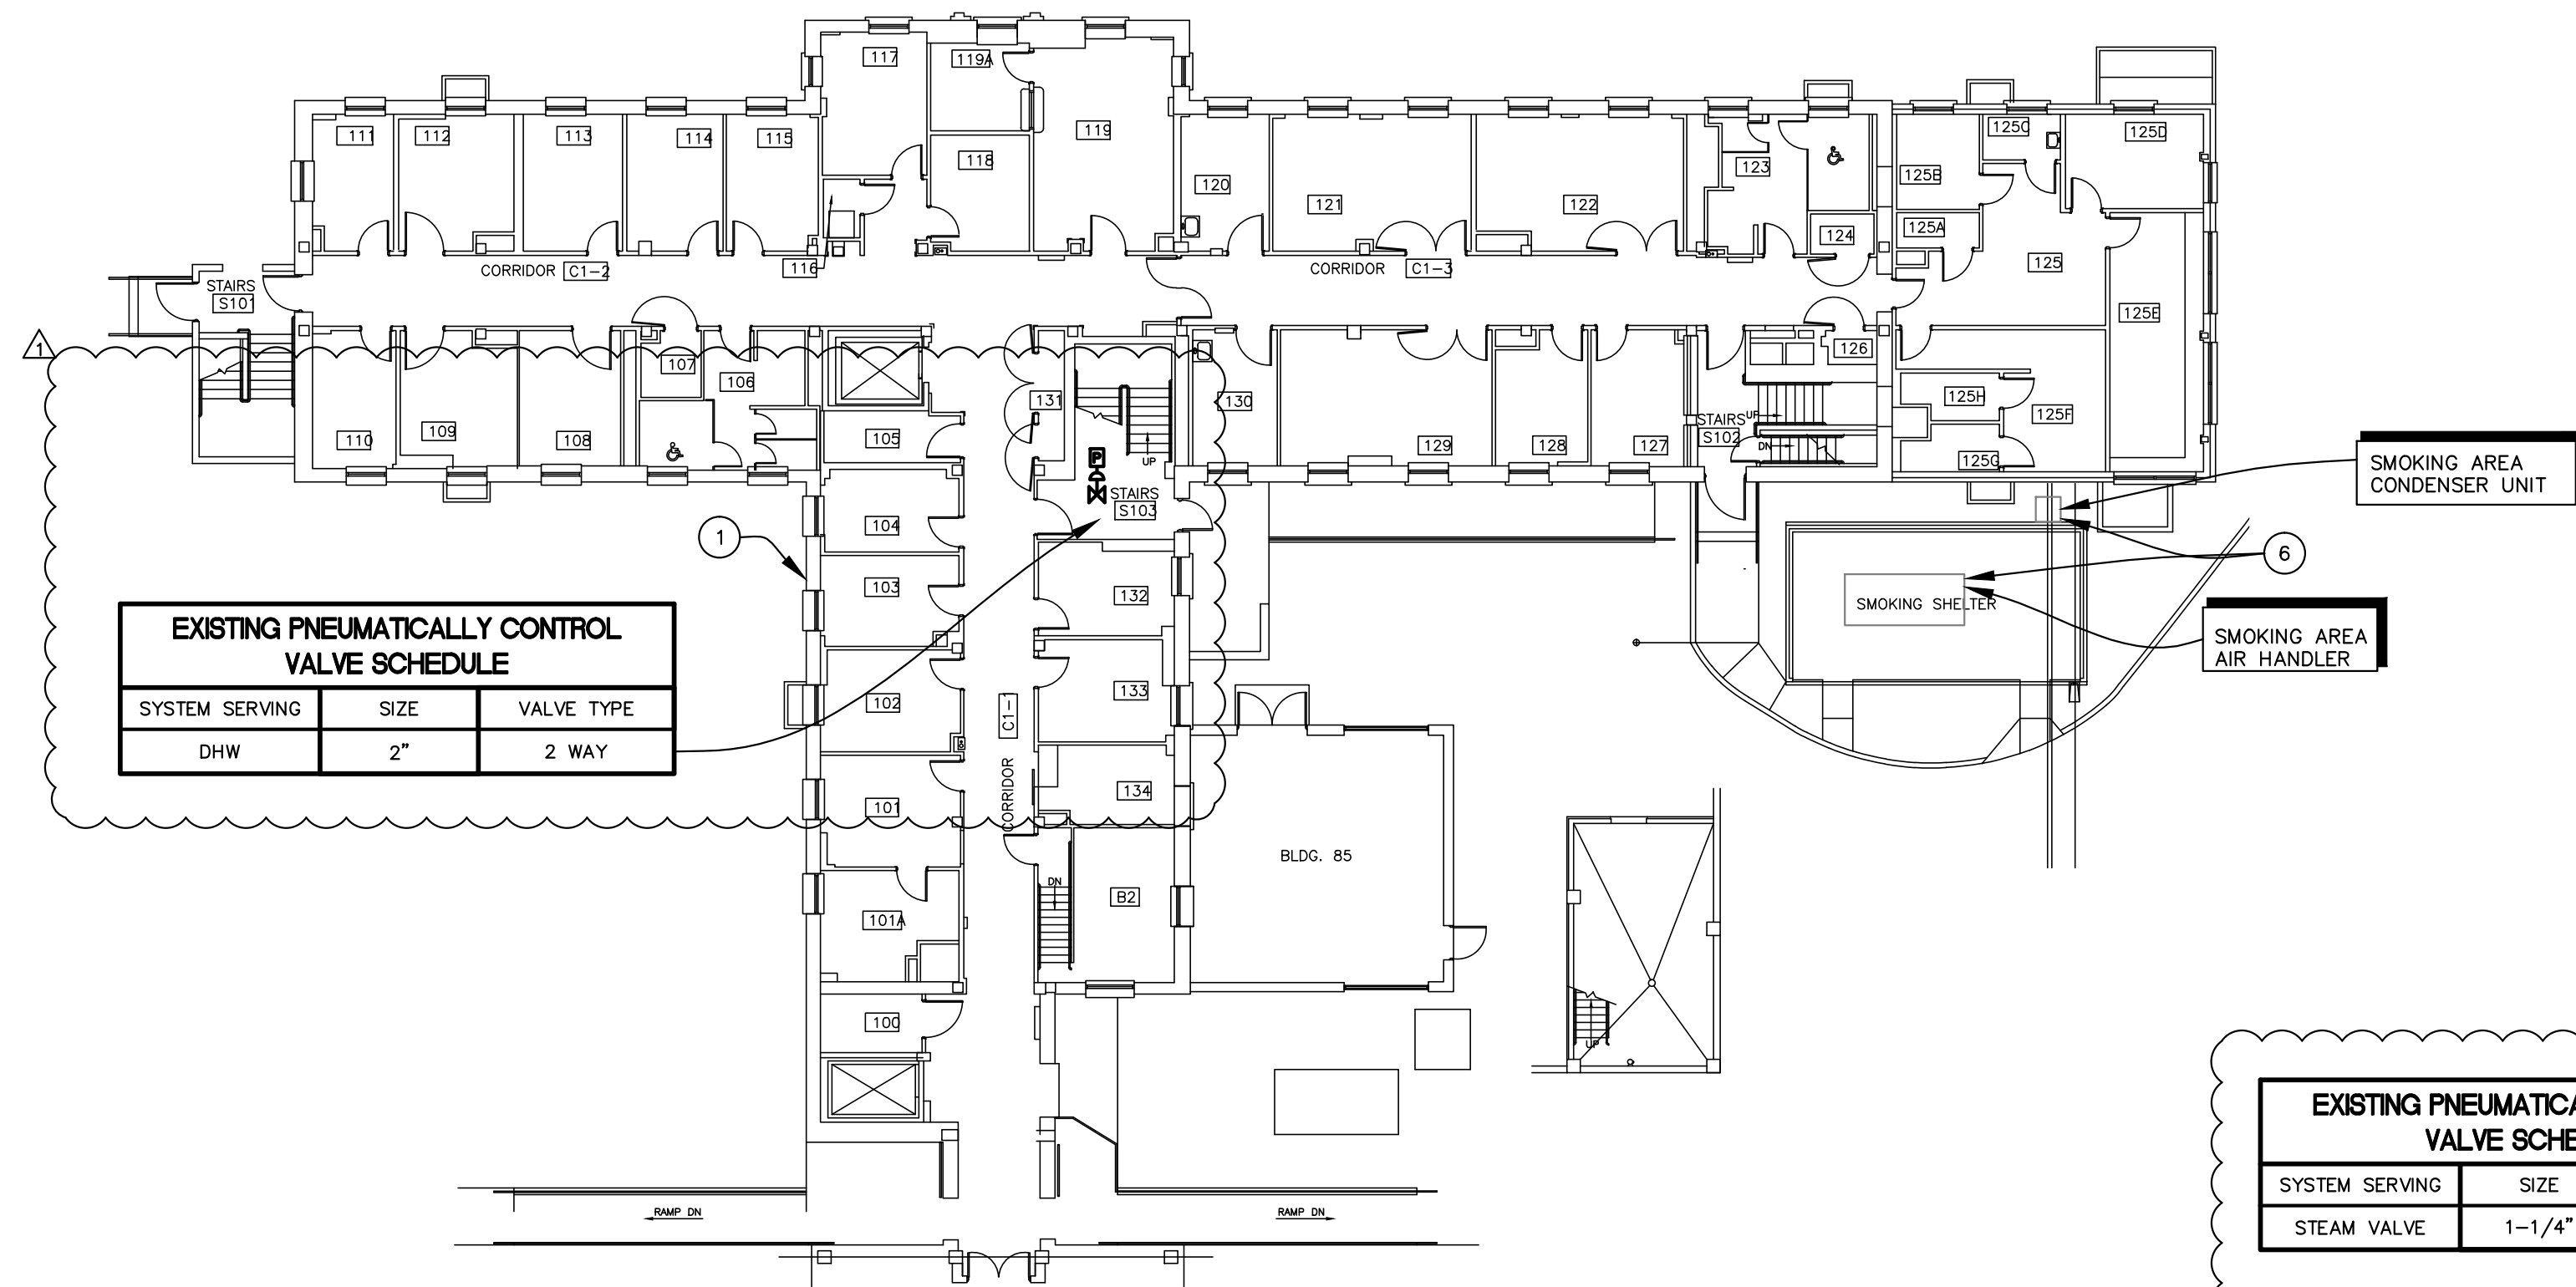 117
119A
111
112
113
114
115
118
119
120
121
122
123
124
125A
125B
125C
125D
125
125E
CORRIDOR C1-2
116
CORRIDOR C1-3
STAIRS
S101
1
110
109
108
107
106
105
131
130
129
128
127
126
STAIRS
S102
UP
DN
125H
125F
125G
UP
P
STAIRS
S103
SMOKING AREA
CONDENSER UNIT
6
SMOKING SHELTER
SMOKING AREA
AIR HANDLER
1
104
103
102
101
101A
100
132
133
134
CORRIDOR C1-1
EXISTING PNEUMATICALLY CONTROL
VALVE SCHEDULE
SYSTEM SERVING SIZE VALVE TYPE
DHW 2" 2 WAY
DN
B2
BLDG. 85
UP
RAMP DN
RAMP DN
EXISTING
VALVE
SYSTEM SERVING SIZE
STEAM VALVE 1-1/4"